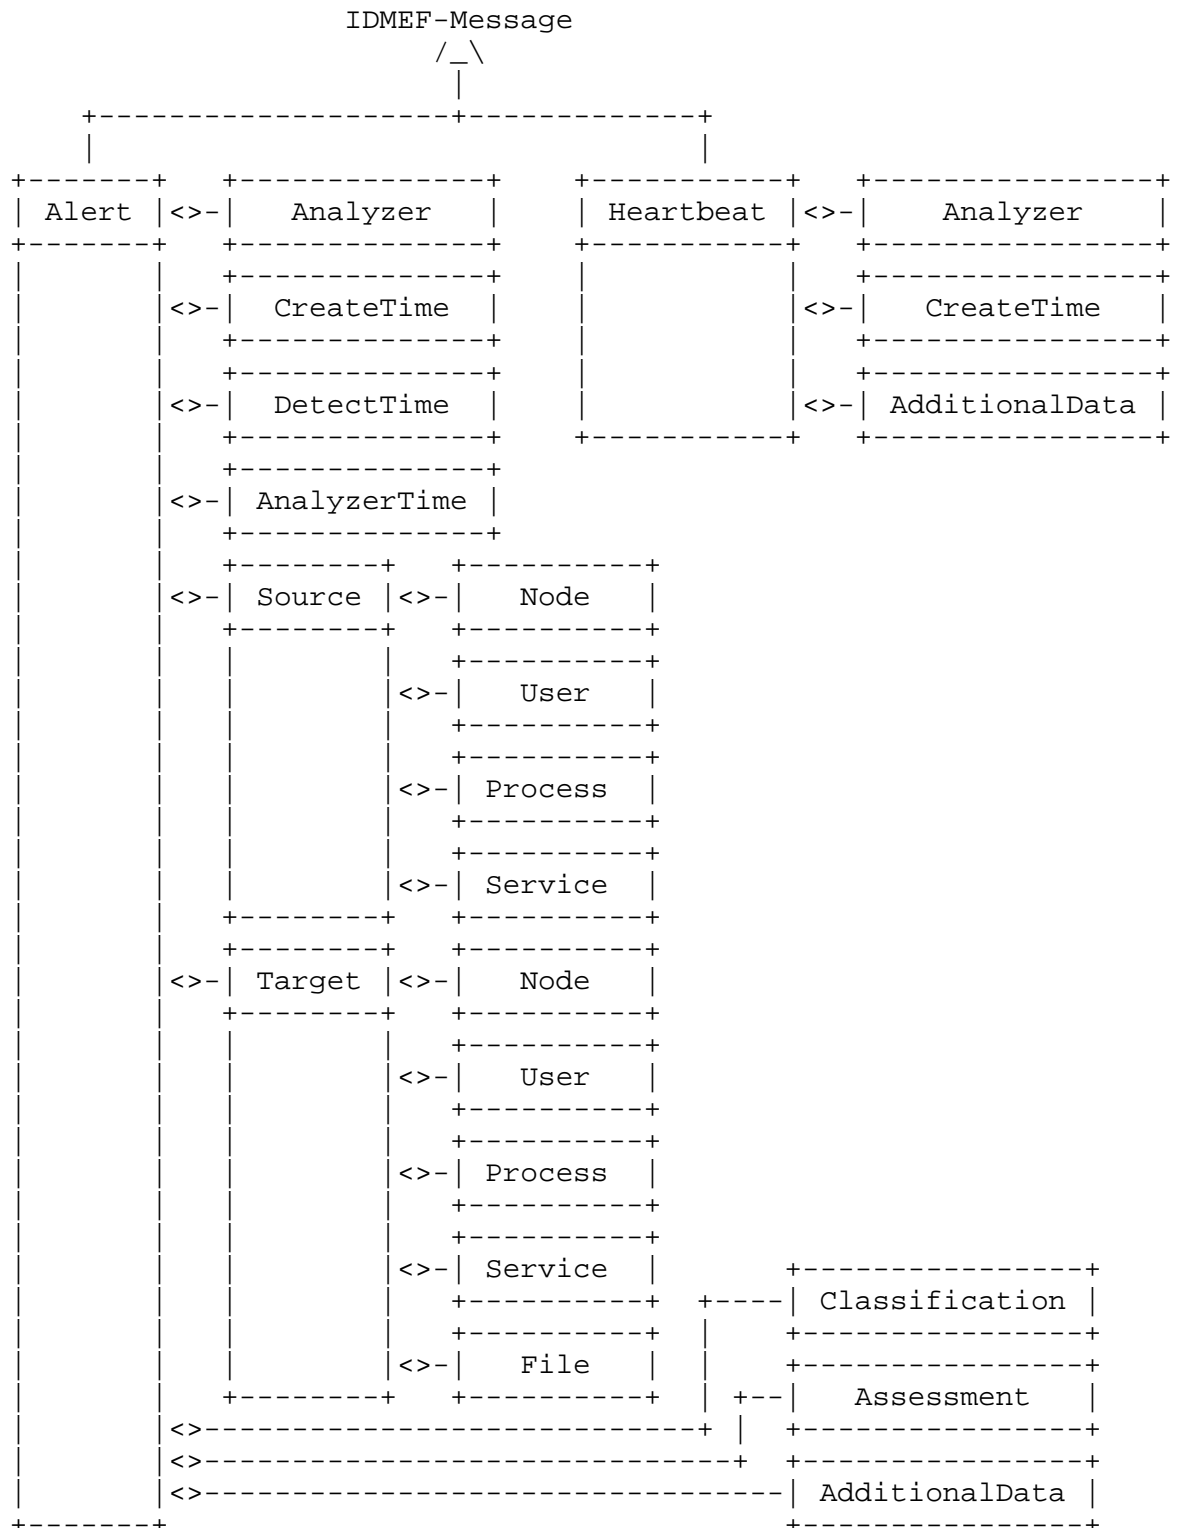 IDMEF-Message
/_\
|
+--------------------+--------------+
|                                   |
+-------+   +---------------+    +-----------+   +----------------+
| Alert |<>-|   Analyzer    |    | Heartbeat |<>-|    Analyzer    |
+-------+   +---------------+    +-----------+   +----------------+
|       |   +---------------+    |           |   +----------------+
|       |<>-|  CreateTime   |    |           |<>-|   CreateTime   |
|       |   +---------------+    |           |   +----------------+
|       |   +---------------+    |           |   +----------------+
|       |<>-|  DetectTime   |    |           |<>-| AdditionalData |
|       |   +---------------+    +-----------+   +----------------+
|       |   +---------------+
|       |<>-| AnalyzerTime  |
|       |   +---------------+
|       |   +--------+   +----------+
|       |<>-| Source |<>-|   Node   |
|       |   +--------+   +----------+
|       |   |        |   +----------+
|       |   |        |<>-|   User   |
|       |   |        |   +----------+
|       |   |        |   +----------+
|       |   |        |<>-| Process  |
|       |   |        |   +----------+
|       |   |        |   +----------+
|       |   |        |<>-| Service  |
|       |   +--------+   +----------+
|       |   +--------+   +----------+
|       |<>-| Target |<>-|   Node   |
|       |   +--------+   +----------+
|       |   |        |   +----------+
|       |   |        |<>-|   User   |
|       |   |        |   +----------+
|       |   |        |   +----------+
|       |   |        |<>-| Process  |
|       |   |        |   +----------+
|       |   |        |   +----------+
|       |   |        |<>-| Service  |       +----------------+
|       |   |        |   +----------+  +----| Classification |
|       |   |        |   +----------+  |    +----------------+
|       |   |        |<>-|   File   |  |    +----------------+
|       |   +--------+   +----------+  | +--|   Assessment   |
|       |<>----------------------------+ |  +----------------+
|       |<>------------------------------+  +----------------+
|       |<>---------------------------------| AdditionalData |
+-------+                                   +----------------+